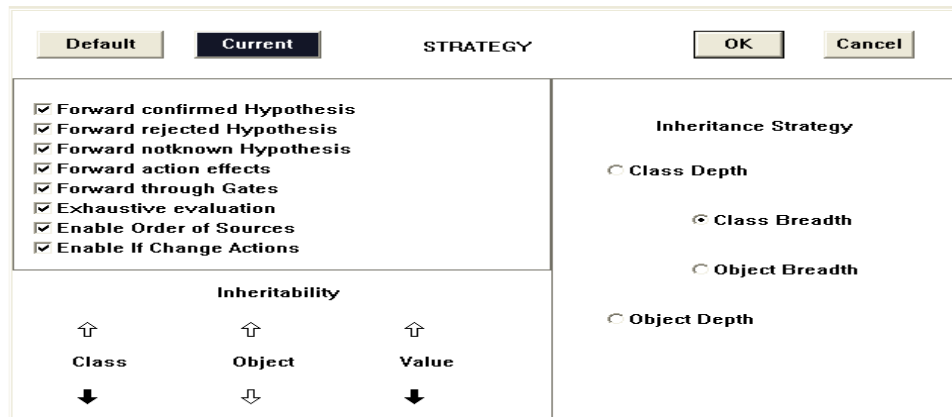 Default Current STRATEGY OK Cancel
Forward confirmed Hypothesis
Forward rejected Hypothesis
Forward notknown Hypothesis
Forward action effects
Forward through Gates
Exhaustive evaluation
Enable Order of Sources
Enable If Change Actions
Inheritability
Class Object Value
Inheritance Strategy
Class Depth
Class Breadth
Object Breadth
Object Depth